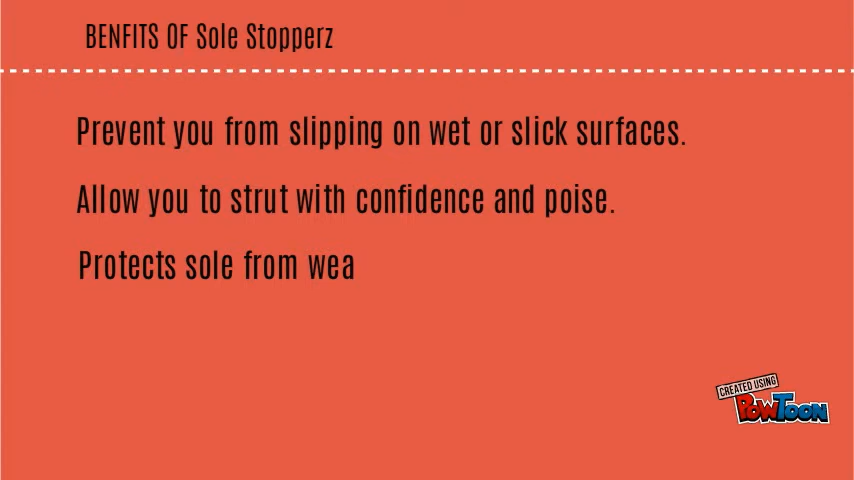 BENFITS OF Sole Stopperz
Prevent you from slipping on wet or slick surfaces.
Allow you to strut with confidence and poise.
Protects sole from wea
CREATED USING
POWTOON